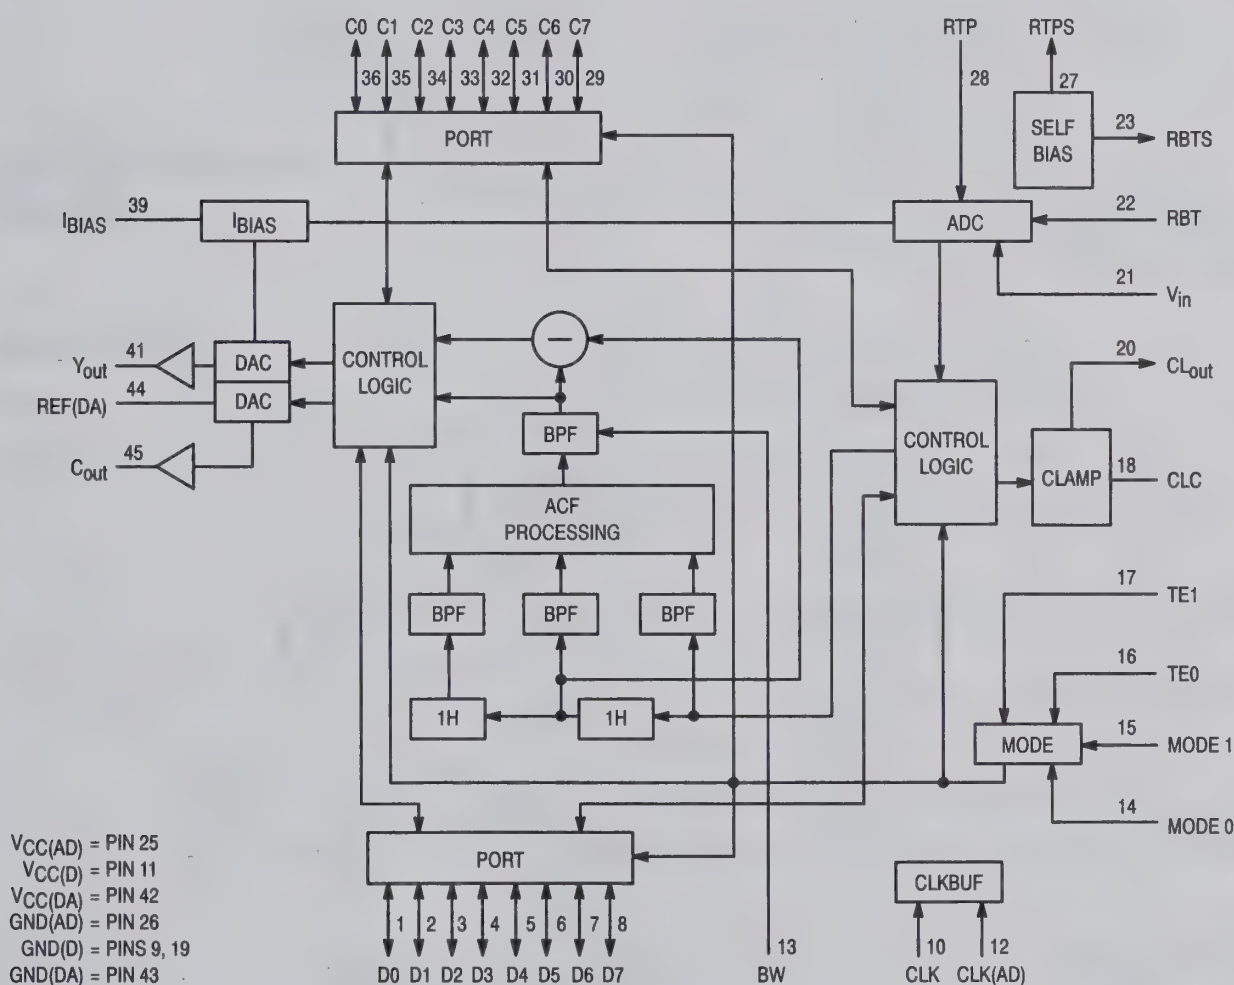 C0 C1 C2 C3 C4 C5 C6 C7
36 35 34 33 32 31 30 29
PORT
RTP
28
RTPS
27
SELF
BIAS
23
RBTS
39
IBIAS
IBIAS
ADC
22
RBT
21
Vin
CONTROL
LOGIC
−
41
Yout
DAC
44
REF(DA)
DAC
45
Cout
BPF
20
CLout
CONTROL
LOGIC
CLAMP
18
CLC
ACF
PROCESSING
BPF BPF BPF
17
TE1
16
TE0
1H 1H
MODE
15
MODE 1
14
MODE 0
PORT
1 2 3 4 5 6 7 8
D0 D1 D2 D3 D4 D5 D6 D7
13
BW
CLKBUF
10 12
CLK CLK(AD)
VCC(AD) = PIN 25
VCC(D) = PIN 11
VCC(DA) = PIN 42
GND(AD) = PIN 26
GND(D) = PINS 9, 19
GND(DA) = PIN 43